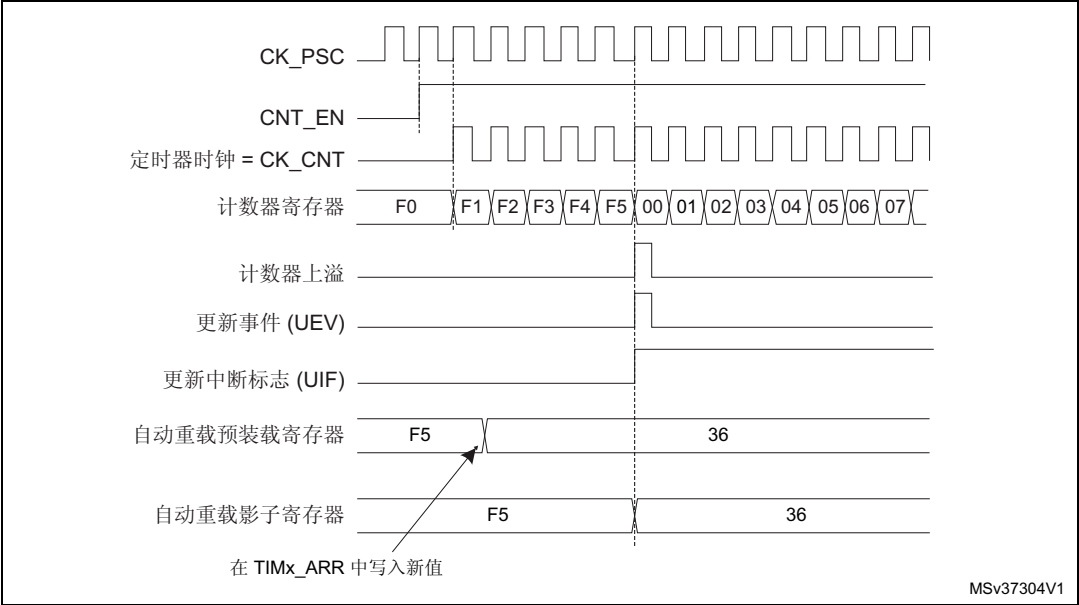 CK_PSC
CNT_EN
定时器时钟 = CK_CNT
计数器寄存器 F0 F1 F2 F3 F4 F5 00 01 02 03 04 05 06 07
计数器上溢
更新事件 (UEV)
更新中断标志 (UIF)
自动重载预装载寄存器 F5 36
自动重载影子寄存器 F5 36
在 TIMx_ARR 中写入新值
MSv37304V1